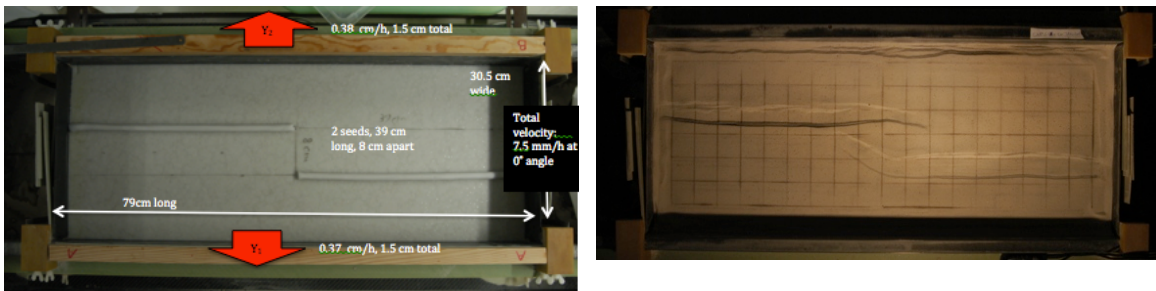 Y2
0.38 cm/h, 1.5 cm total
B
30.5 cm
wide
2 seeds, 39 cm
long, 8 cm apart
Total
velocity:
7.5 mm/h at
0° angle
79cm long
Y1
0.37 cm/h, 1.5 cm total
A
A